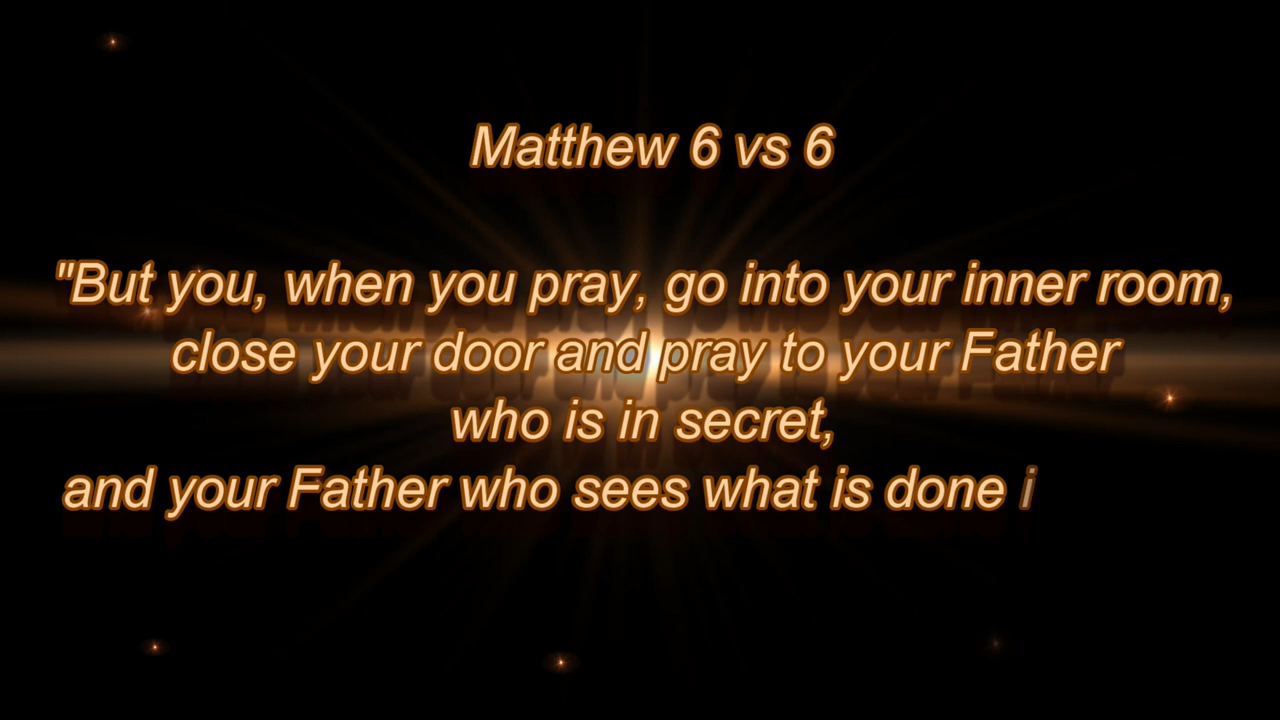 Matthew 6 vs 6
"But you, when you pray, go into your inner room,
close your door and pray to your Father
who is in secret,
and your Father who sees what is done i